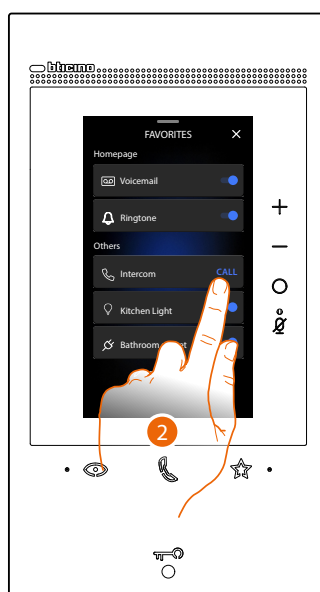 bticino
FAVORITES
Homepage
Voicemail
Ringtone
Others
Intercom CALL
Kitchen Light
Bathroom
2